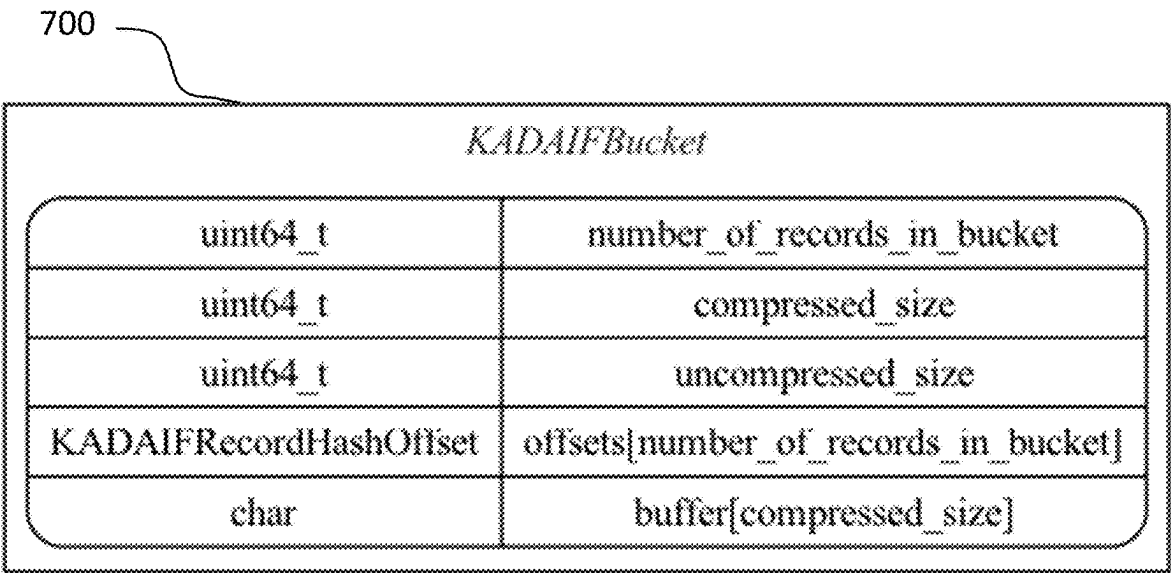 700
KADAIFBucket
uint64_t number_of_records_in_bucket
uint64_t compressed_size
uint64_t uncompressed_size
KADAIFRecordHashOffset offsets[number_of_records_in_bucket]
char buffer[compressed_size]